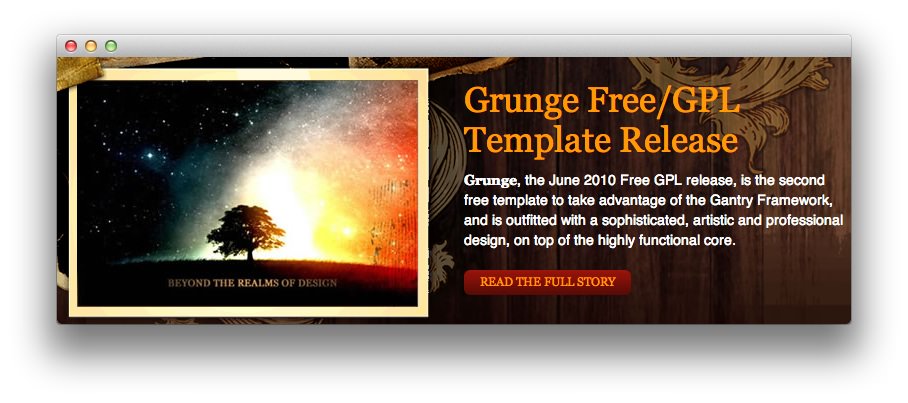 Grunge Free/GPL
Template Release
Grunge, the June 2010 Free GPL release, is the second
free template to take advantage of the Gantry Framework,
and is outfitted with a sophisticated, artistic and professional
design, on top of the highly functional core.
READ THE FULL STORY
BEYOND THE REALMS OF DESIGN